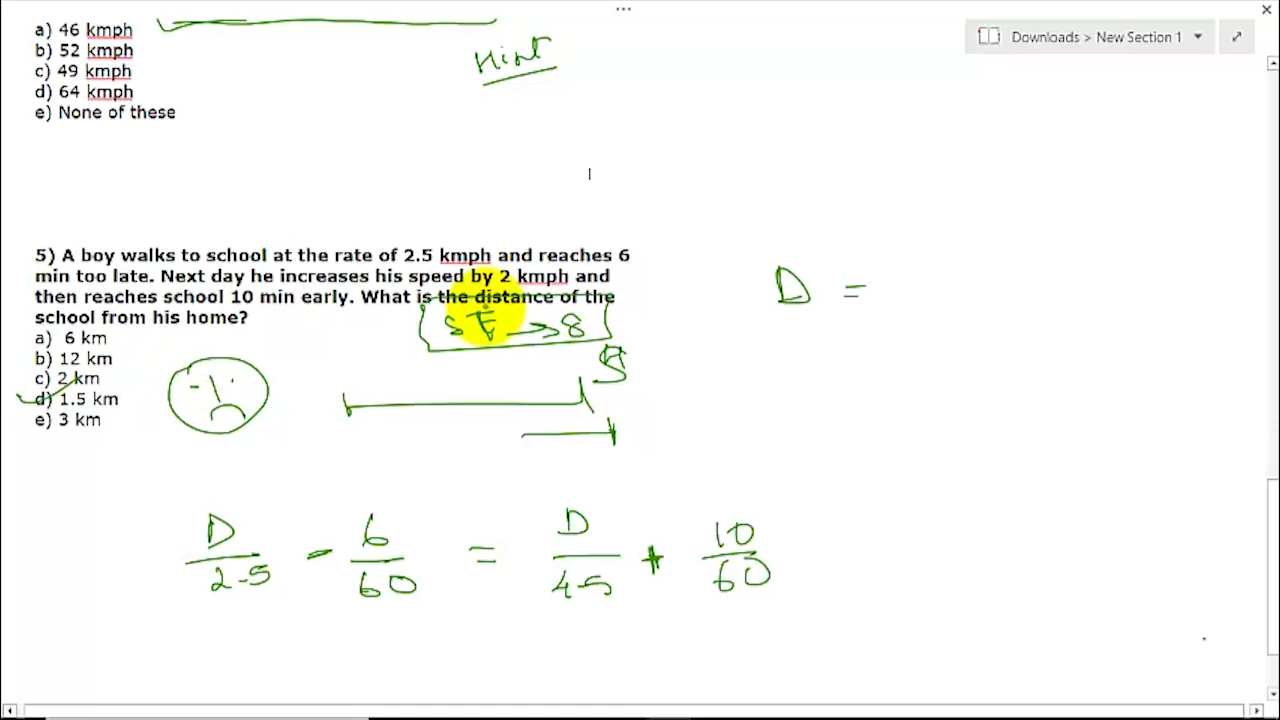 Downloads > New Section 1
a) 46 kmph
b) 52 kmph
c) 49 kmph
d) 64 kmph
e) None of these
Hint
5) A boy walks to school at the rate of 2.5 kmph and reaches 6
min too late. Next day he increases his speed by 2 kmph and
then reaches school 10 min early. What is the distance of the
school from his home?
a) 6 km
b) 12 km
c) 2 km
d) 1.5 km
e) 3 km
D =
8
D/2.5 - 6/60 = D/4.5 + 10/60